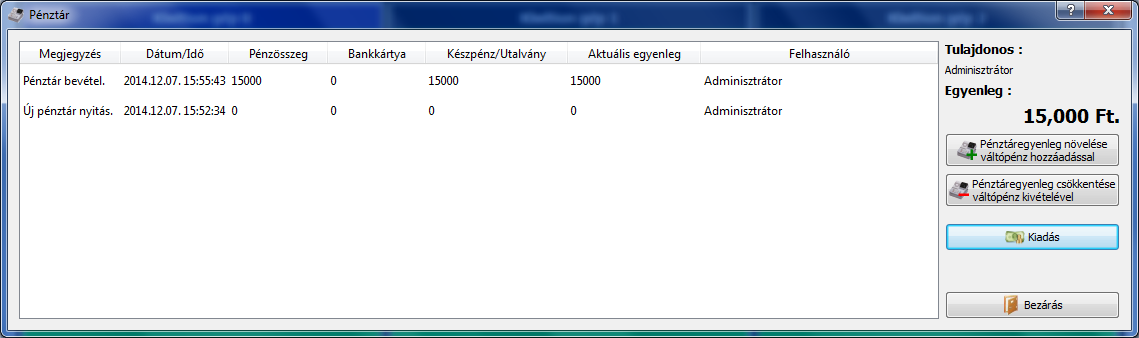 Pénztár
Megjegyzés Dátum/Idő Pénzösszeg Bankkártya Készpénz/Utalvány Aktuális egyenleg Felhasználó
Pénztár bevétel. 2014.12.07. 15:55:43 15000 0 15000 15000 Adminisztrátor
Új pénztár nyitás. 2014.12.07. 15:52:34 0 0 0 0 Adminisztrátor
Tulajdonos :
Adminisztrátor
Egyenleg :
15,000 Ft.
Pénztáregyenleg növelése
váltópénz hozzáadással
Pénztáregyenleg csökkentése
váltópénz kivételével
Kiadás
Bezárás